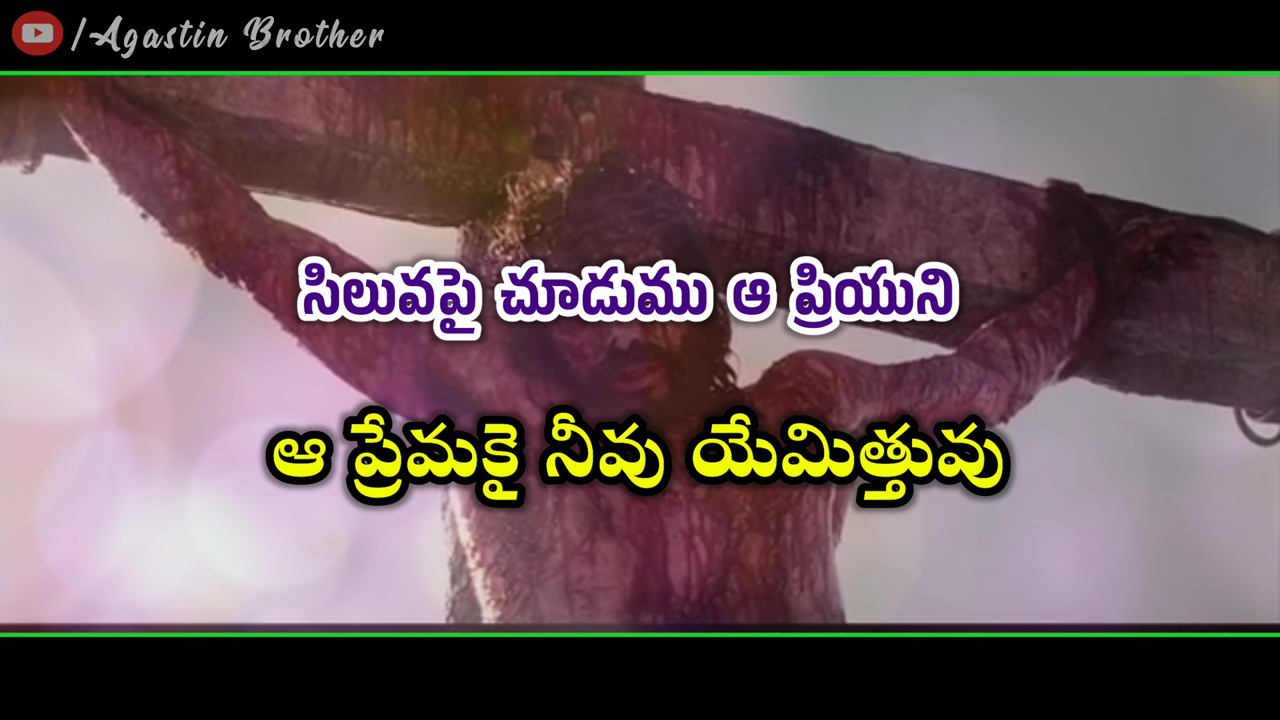 /Agastin Brother
సిలువపై చూడుము ఆ ప్రియుని
ఆ ప్రేమకై నీవు యేమిత్తువు